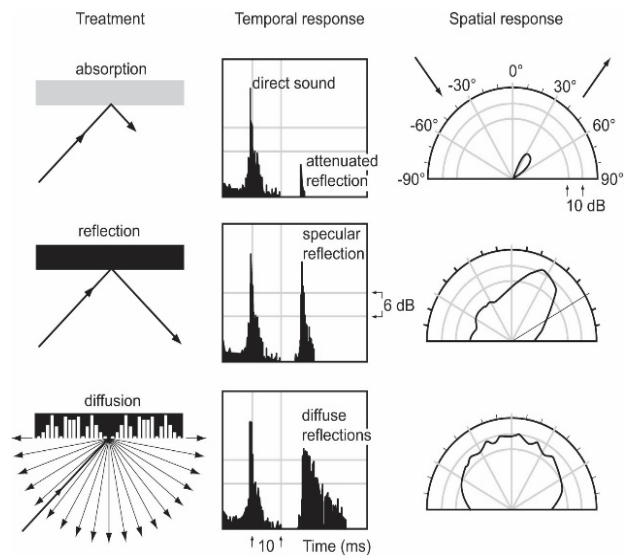 Treatment
Temporal response
Spatial response
absorption
direct sound
attenuated
reflection
0°
-30°
30°
-60°
60°
-90°
90°
10 dB
reflection
specular
reflection
6 dB
diffusion
diffuse
reflections
10
Time (ms)